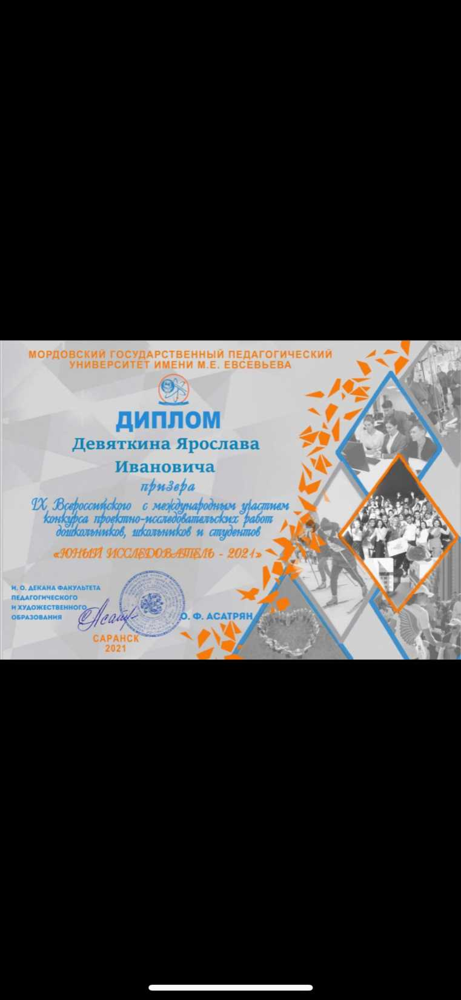 МОРДОВСКИЙ ГОСУДАРСТВЕННЫЙ ПЕДАГОГИЧЕСКИЙ
УНИВЕРСИТЕТ ИМЕНИ М.Е. ЕВСЕВЬЕВА
ДИПЛОМ
Девяткина Ярослава
Ивановича
призера
IX Всероссийского с международным участием
конкурса проектно-исследовательских работ
дошкольников, школьников и студентов
«ЮНЫЙ ИССЛЕДОВАТЕЛЬ - 2021»
И. О. ДЕКАНА ФАКУЛЬТЕТА
ПЕДАГОГИЧЕСКОГО
И ХУДОЖЕСТВЕННОГО
ОБРАЗОВАНИЯ
О. Ф. АСАТРЯН
САРАНСК
2021